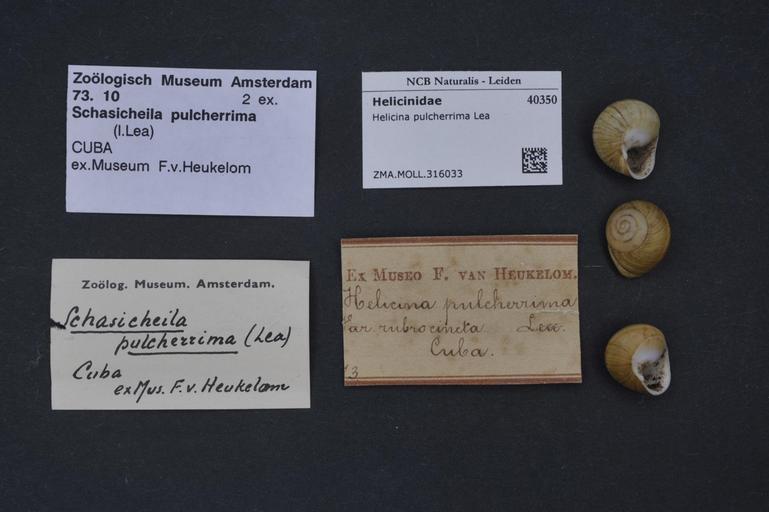 Zoölogisch Museum Amsterdam
73. 10 2 ex.
Schasicheila pulcherrima
(I.Lea)
CUBA
ex.Museum F.v.Heukelom
NCB Naturalis - Leiden
Helicinidae 40350
Helicina pulcherrima Lea
ZMA.MOLL.316033
Zoölog. Museum. Amsterdam.
Schasicheila
pulcherrima (Lea)
Cuba
ex Mus. F. v. Heukelom
Ex Museo F. van Heukelom.
Helicina pulcherrima
Var. rubrocincta Lea.
Cuba.
73